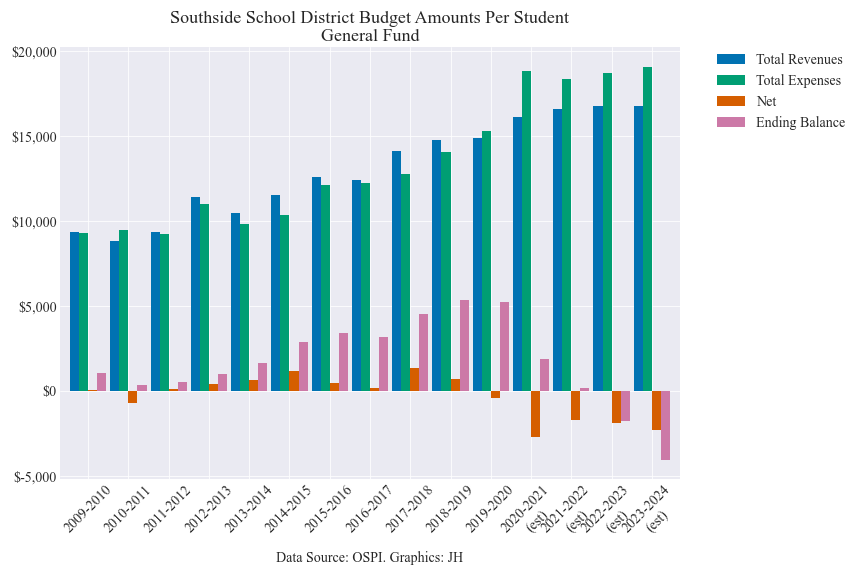 Southside School District Budget Amounts Per Student
General Fund
$20,000
$15,000
$10,000
$5,000
$0
$-5,000
Total Revenues
Total Expenses
Net
Ending Balance
2009-2010
2010-2011
2011-2012
2012-2013
2013-2014
2014-2015
2015-2016
2016-2017
2017-2018
2018-2019
2019-2020
2020-2021
(est)
2021-2022
(est)
2022-2023
(est)
2023-2024
(est)
Data Source: OSPI. Graphics: JH